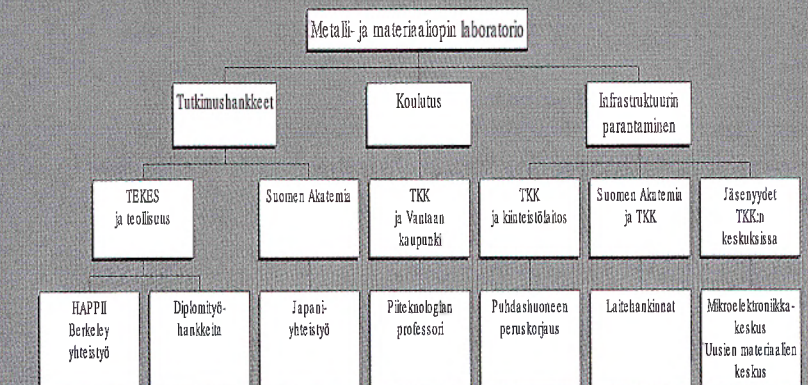 Metalli- ja materiaaliopin laboratorio
Tutkimushankkeet
Koulutus
Infrastruktuurin
parantaminen
TEKES
ja teollisuus
Suomen Akatemia
TKK
ja Vantaan
kaupunki
TKK
ja kiinteistölaitos
Suomen Akatemia
ja TKK
Jäsenyydet
TKK:n
keskuksissa
HAPPII
Berkeley
yhteistyö
Diplomityö-
hankkeita
Japani-
yhteistyö
Piiteknologian
professori
Puhdashuoneen
peruskorjaus
Laitehankinnat
Mikroelektroniikka-
keskus
Uusien materiaalien
keskus